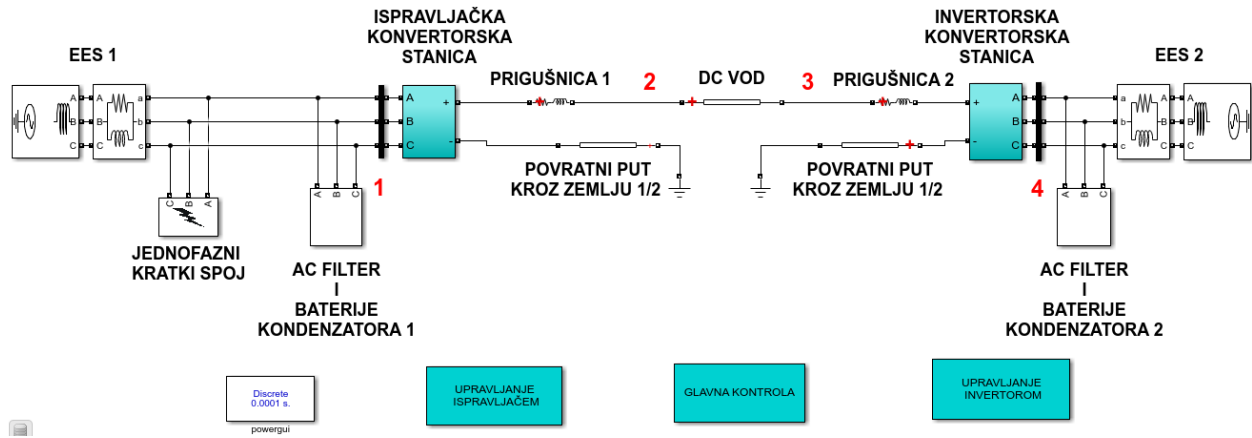 EES 1
ISPRAVLJAČKA
KONVERTORSKA
STANICA
PRIGUŠNICA 1
2
DC VOD
3
PRIGUŠNICA 2
INVERTORSKA
KONVERTORSKA
STANICA
EES 2
A
B
C
A
B
C
a
b
c
A
B
C
+
-
+
-
A
B
C
a
b
c
A
B
C
A
B
C
POVRATNI PUT
KROZ ZEMLJU 1/2
POVRATNI PUT
KROZ ZEMLJU 1/2
C
B
A
A
B
C
1
A
B
C
4
JEDNOFAZNI
KRATKI SPOJ
AC FILTER
I
BATERIJE
KONDENZATORA 1
AC FILTER
I
BATERIJE
KONDENZATORA 2
Discrete
0.0001 s.
powergui
UPRAVLJANJE
ISPRAVLJAČEM
GLAVNA KONTROLA
UPRAVLJANJE
INVERTOROM